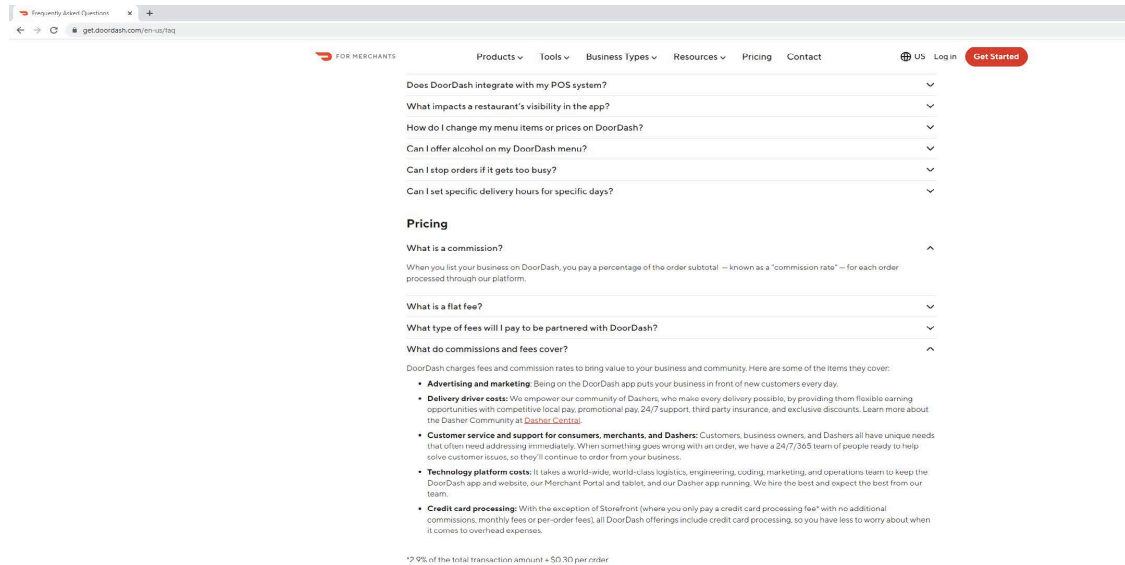 Frequently Asked Questions
get.doordash.com/en-us/faq
FOR MERCHANTS Products Tools Business Types Resources Pricing Contact US Log in Get Started
Does DoorDash integrate with my POS system?
What impacts a restaurant's visibility in the app?
How do I change my menu items or prices on DoorDash?
Can I offer alcohol on my DoorDash menu?
Can I stop orders if it gets too busy?
Can I set specific delivery hours for specific days?
Pricing
What is a commission?
When you list your business on DoorDash, you pay a percentage of the order subtotal — known as a "commission rate" — for each order
processed through our platform.
What is a flat fee?
What type of fees will I pay to be partnered with DoorDash?
What do commissions and fees cover?
DoorDash charges fees and commission rates to bring value to your business and community. Here are some of the items they cover:
• Advertising and marketing: Being on the DoorDash app puts your business in front of new customers every day.
• Delivery driver costs: We empower our community of Dashers, who make every delivery possible, by providing them flexible earning
opportunities with competitive local pay, promotional pay, 24/7 support, third party insurance, and exclusive discounts. Learn more about
the Dasher Community at Dasher Central.
• Customer service and support for consumers, merchants, and Dashers: Customers, business owners, and Dashers all have unique needs
that often need addressing immediately. When something goes wrong with an order, we have a 24/7/365 team of people ready to help
solve customer issues, so they'll continue to order from your business.
• Technology platform costs: It takes a world-wide, world-class logistics, engineering, coding, marketing, and operations team to keep the
DoorDash app and website, our Merchant Portal and tablet, and our Dasher app running. We hire the best and expect the best from our
team.
• Credit card processing: With the exception of Storefront (where you only pay a credit card processing fee* with no additional
commissions, monthly fees or per-order fees), all DoorDash offerings include credit card processing, so you have less to worry about when
it comes to overhead expenses.
*2.9% of the total transaction amount + $0.30 per order